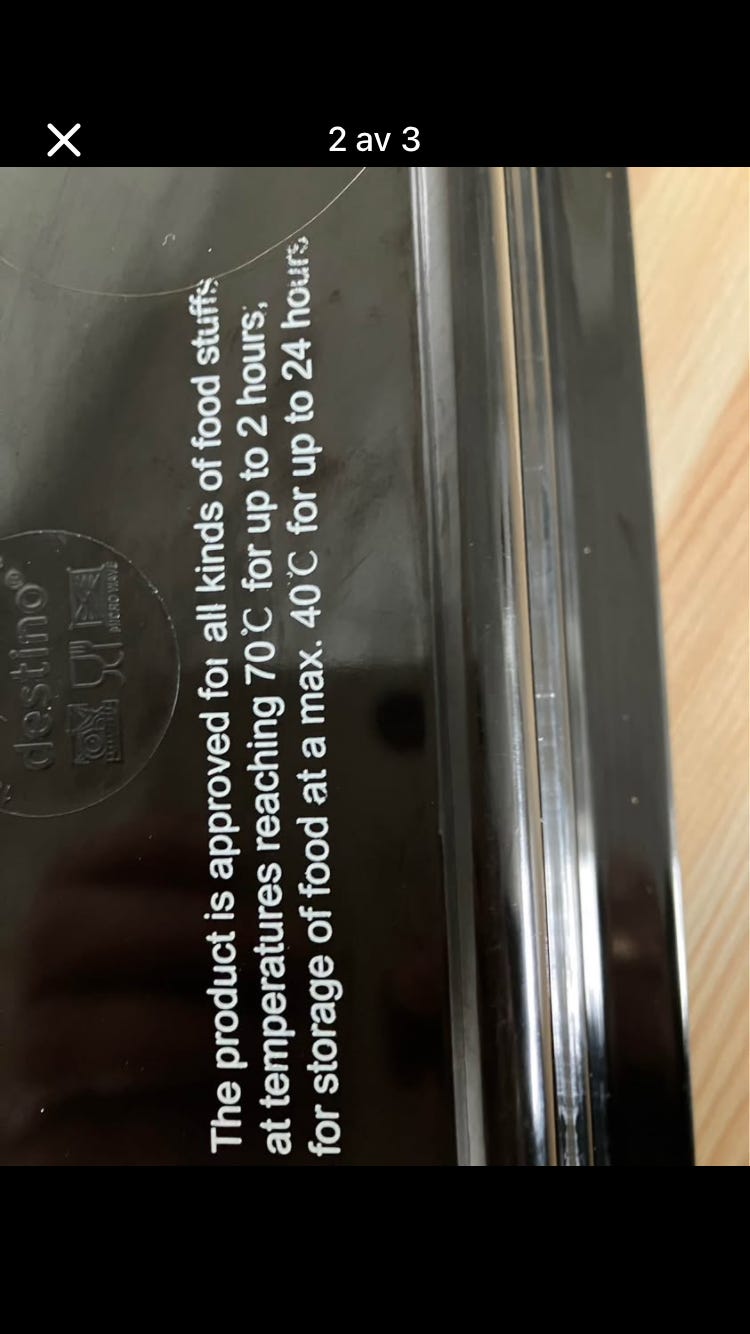 2 av 3
The product is approved for all kinds of food stuffs
at temperatures reaching 70℃ for up to 2 hours;
for storage of food at a max. 40℃ for up to 24 hours
destino®
MICROWAVE